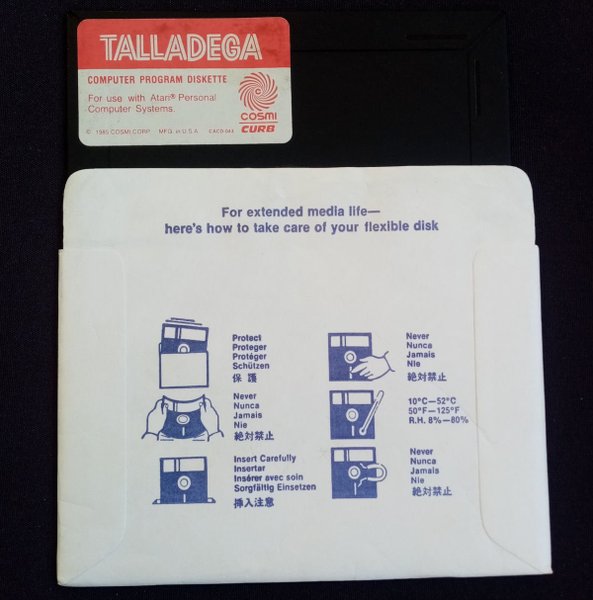 TALLADEGA
COMPUTER PROGRAM DISKETTE
For use with Atari® Personal
Computer Systems.
COSMI
CURB
© 1985 COSMI CORP. MFG. in U.S.A.
For extended media life—
here's how to take care of your flexible disk
Protect
Proteger
Protéger
Schützen
保護
Never
Nunca
Jamais
Nie
絶対禁止
Never
Nunca
Jamais
Nie
絶対禁止
10°C—52°C
50°F—125°F
R.H. 8%—80%
Insert Carefully
Insertar
Insérer avec soin
Sorgfältig Einsetzen
挿入注意
Never
Nunca
Jamais
Nie
絶対禁止